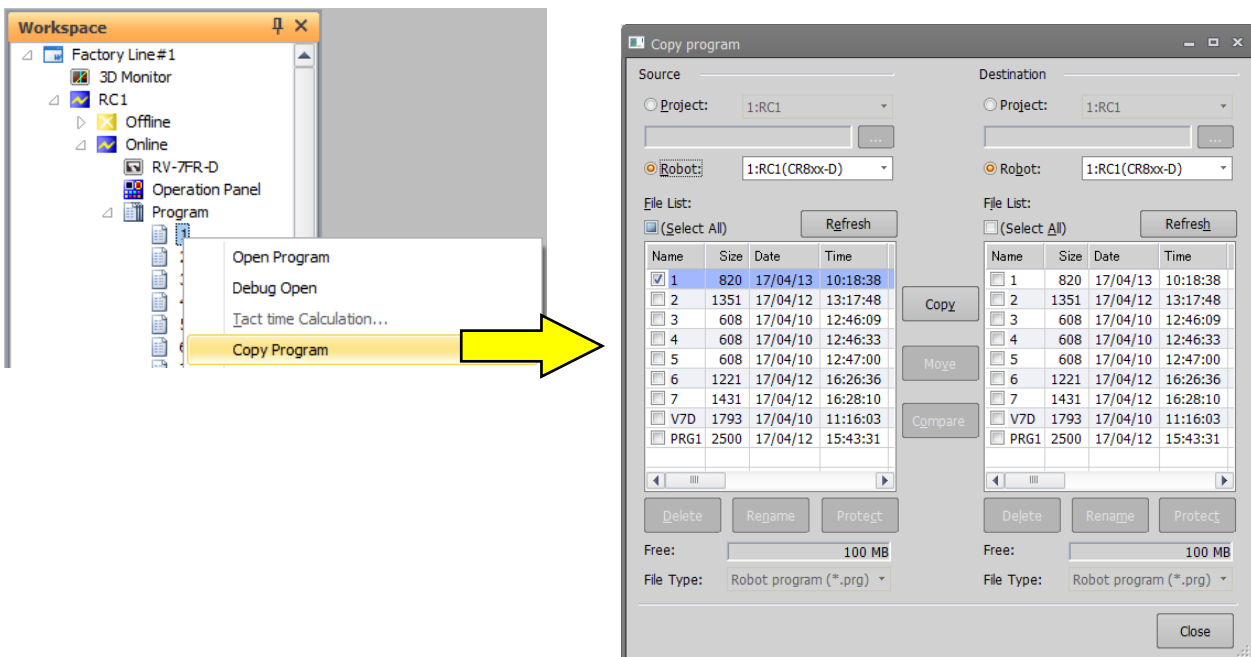 Workspace
Factory Line#1
3D Monitor
RC1
Offline
Online
RV-7FR-D
Operation Panel
Program
1
Open Program
Debug Open
Tact time Calculation...
Copy Program
Copy program
Source
Project: 1:RC1
...
Robot: 1:RC1(CR8xx-D)
File List:
(Select All) Refresh
Name Size Date Time
1 820 17/04/13 10:18:38
2 1351 17/04/12 13:17:48
3 608 17/04/10 12:46:09
4 608 17/04/10 12:46:33
5 608 17/04/10 12:47:00
6 1221 17/04/12 16:26:36
7 1431 17/04/12 16:28:10
V7D 1793 17/04/10 11:16:03
PRG1 2500 17/04/12 15:43:31
Delete Rename Protect
Free: 100 MB
File Type: Robot program (*.prg)
Copy
Move
Compare
Destination
Project: 1:RC1
...
Robot: 1:RC1(CR8xx-D)
File List:
(Select All) Refresh
Name Size Date Time
1 820 17/04/13 10:18:38
2 1351 17/04/12 13:17:48
3 608 17/04/10 12:46:09
4 608 17/04/10 12:46:33
5 608 17/04/10 12:47:00
6 1221 17/04/12 16:26:36
7 1431 17/04/12 16:28:10
V7D 1793 17/04/10 11:16:03
PRG1 2500 17/04/12 15:43:31
Delete Rename Protect
Free: 100 MB
File Type: Robot program (*.prg)
Close